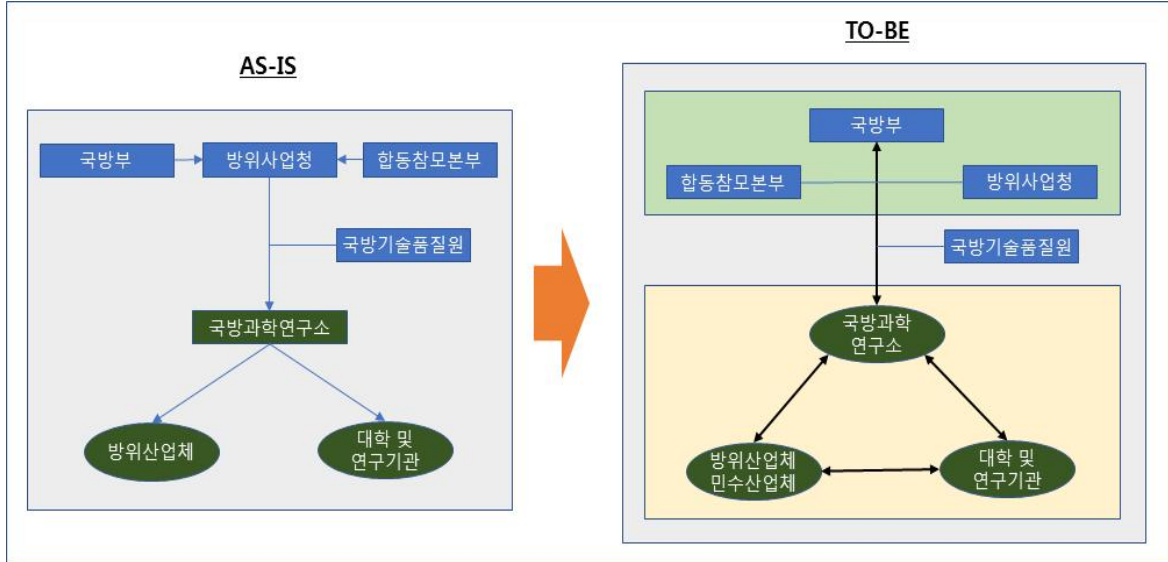 AS-IS
국방부
방위사업청
합동참모본부
국방기술품질원
국방과학연구소
방위산업체
대학 및
연구기관
TO-BE
국방부
합동참모본부
방위사업청
국방기술품질원
국방과학
연구소
방위산업체
민수산업체
대학 및
연구기관